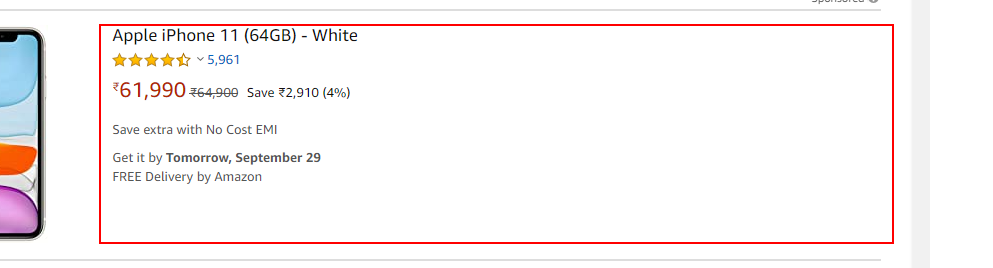 Sponsored
Apple iPhone 11 (64GB) - White
5,961
₹61,990 ₹64,900 Save ₹2,910 (4%)
Save extra with No Cost EMI
Get it by Tomorrow, September 29
FREE Delivery by Amazon